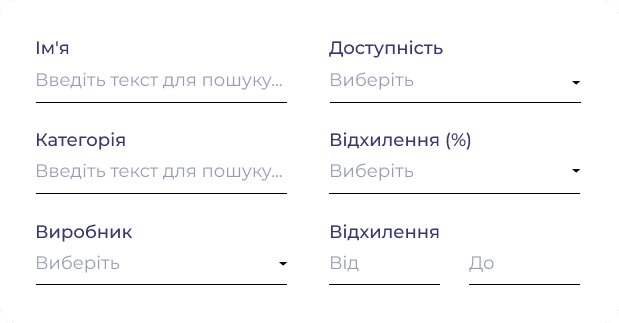 Ім'я
Введіть текст для пошуку...
Категорія
Введіть текст для пошуку...
Виробник
Виберіть
Доступність
Виберіть
Відхилення (%)
Виберіть
Відхилення
Від До